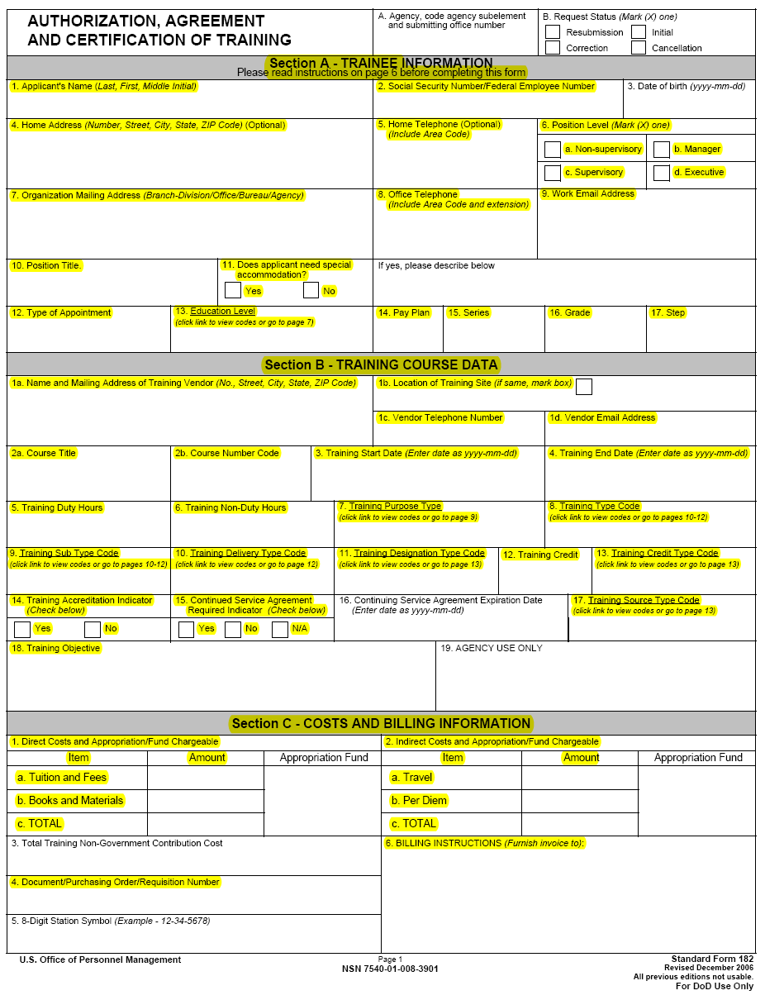 AUTHORIZATION, AGREEMENT
AND CERTIFICATION OF TRAINING
A. Agency, code agency subelement
and submitting office number
B. Request Status (Mark (X) one)
Resubmission
Initial
Correction
Cancellation
Section A - TRAINEE INFORMATION
Please read instructions on page 6 before completing this form
1. Applicant's Name (Last, First, Middle Initial)
2. Social Security Number/Federal Employee Number
3. Date of birth (yyyy-mm-dd)
4. Home Address (Number, Street, City, State, ZIP Code) (Optional)
5. Home Telephone (Optional)
(Include Area Code)
6. Position Level (Mark (X) one)
a. Non-supervisory
b. Manager
c. Supervisory
d. Executive
7. Organization Mailing Address (Branch-Division/Office/Bureau/Agency)
8. Office Telephone
(Include Area Code and extension)
9. Work Email Address
10. Position Title.
11. Does applicant need special
accommodation?
Yes
No
If yes, please describe below
12. Type of Appointment
13. Education Level
(click link to view codes or go to page 7)
14. Pay Plan
15. Series
16. Grade
17. Step
Section B - TRAINING COURSE DATA
1a. Name and Mailing Address of Training Vendor (No., Street, City, State, ZIP Code)
1b. Location of Training Site (if same, mark box)
1c. Vendor Telephone Number
1d. Vendor Email Address
2a. Course Title
2b. Course Number Code
3. Training Start Date (Enter date as yyyy-mm-dd)
4. Training End Date (Enter date as yyyy-mm-dd)
5. Training Duty Hours
6. Training Non-Duty Hours
7. Training Purpose Type
(click link to view codes or go to page 9)
8. Training Type Code
(click link to view codes or go to pages 10-12)
9. Training Sub Type Code
(click link to view codes or go to pages 10-12)
10. Training Delivery Type Code
(click link to view codes or go to page 12)
11. Training Designation Type Code
(click link to view codes or go to page 13)
12. Training Credit
13. Training Credit Type Code
(click link to view codes or go to page 13)
14. Training Accreditation Indicator
(Check below)
Yes
No
15. Continued Service Agreement
Required Indicator (Check below)
Yes
No
N/A
16. Continuing Service Agreement Expiration Date
(Enter date as yyyy-mm-dd)
17. Training Source Type Code
(click link to view codes or go to page 13)
18. Training Objective
19. AGENCY USE ONLY
Section C - COSTS AND BILLING INFORMATION
1. Direct Costs and Appropriation/Fund Chargeable
2. Indirect Costs and Appropriation/Fund Chargeable
Item
Amount
Appropriation Fund
Item
Amount
Appropriation Fund
a. Tuition and Fees
a. Travel
b. Books and Materials
b. Per Diem
c. TOTAL
c. TOTAL
3. Total Training Non-Government Contribution Cost
6. BILLING INSTRUCTIONS (Furnish invoice to):
4. Document/Purchasing Order/Requisition Number
5. 8-Digit Station Symbol (Example - 12-34-5678)
U.S. Office of Personnel Management
Page 1
NSN 7540-01-008-3901
Standard Form 182
Revised December 2006
All previous editions not usable.
For DoD Use Only